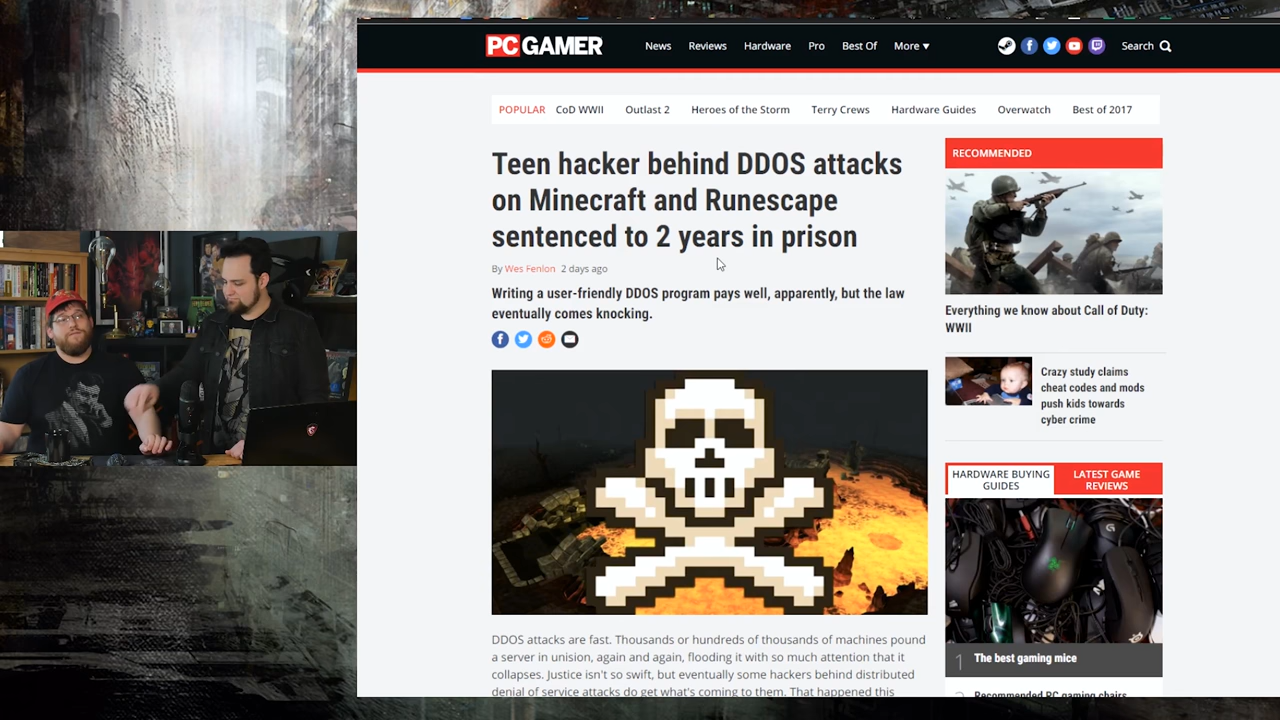 PC GAMER
News Reviews Hardware Pro Best Of More ▾
Search
POPULAR CoD WWII Outlast 2 Heroes of the Storm Terry Crews Hardware Guides Overwatch Best of 2017
Teen hacker behind DDOS attacks
on Minecraft and Runescape
sentenced to 2 years in prison
By Wes Fenlon 2 days ago
Writing a user-friendly DDOS program pays well, apparently, but the law
eventually comes knocking.
DDOS attacks are fast. Thousands or hundreds of thousands of machines pound
a server in unision, again and again, flooding it with so much attention that it
collapses. Justice isn't so swift, but eventually some hackers behind distributed
denial of service attacks do get what's coming to them. That happened this
RECOMMENDED
Everything we know about Call of Duty:
WWII
Crazy study claims
cheat codes and mods
push kids towards
cyber crime
HARDWARE BUYING
GUIDES
LATEST GAME
REVIEWS
1 The best gaming mice
2 Recommended PC gaming chairs